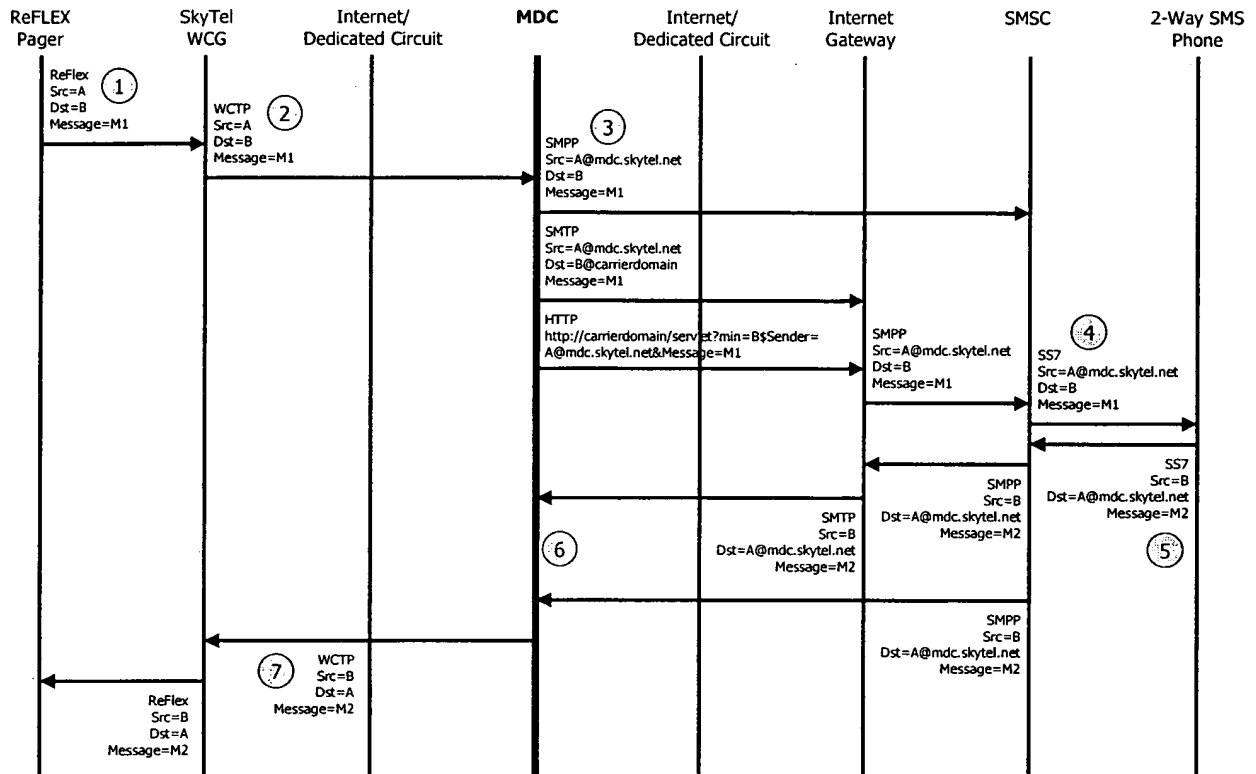 ReFLEX
Pager
SkyTel
WCG
Internet/
Dedicated Circuit
MDC
Internet/
Dedicated Circuit
Internet
Gateway
SMSC
2-Way SMS
Phone
ReFlex
Src=A
Dst=B
Message=M1
1
WCTP
Src=A
Dst=B
Message=M1
2
3
SMPP
Src=A@mdc.skytel.net
Dst=B
Message=M1
SMTP
Src=A@mdc.skytel.net
Dst=B@carrierdomain
Message=M1
HTTP
http://carrierdomain/servlet?min=B$Sender=
A@mdc.skytel.net&Message=M1
SMPP
Src=A@mdc.skytel.net
Dst=B
Message=M1
4
SS7
Src=A@mdc.skytel.net
Dst=B
Message=M1
SS7
Src=B
Dst=A@mdc.skytel.net
Message=M2
5
SMPP
Src=B
Dst=A@mdc.skytel.net
Message=M2
SMTP
Src=B
Dst=A@mdc.skytel.net
Message=M2
6
SMPP
Src=B
Dst=A@mdc.skytel.net
Message=M2
7
WCTP
Src=B
Dst=A
Message=M2
ReFlex
Src=B
Dst=A
Message=M2